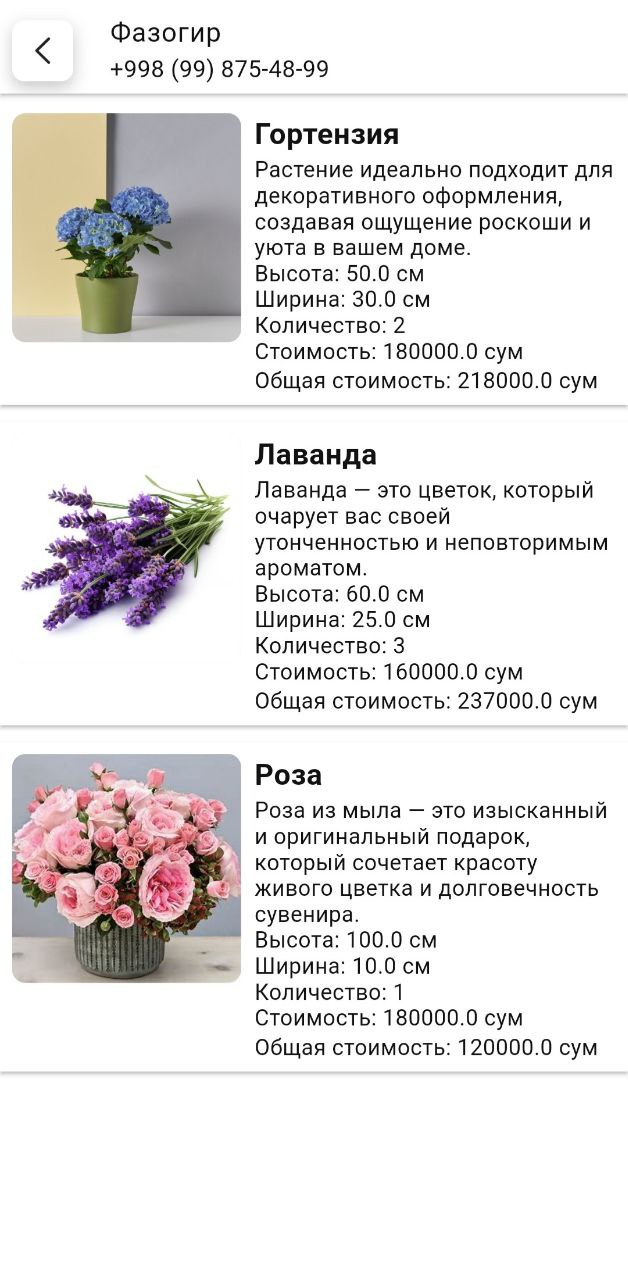 Фазогир
+998 (99) 875-48-99
Гортензия
Растение идеально подходит для
декоративного оформления,
создавая ощущение роскоши и
уюта в вашем доме.
Высота: 50.0 см
Ширина: 30.0 см
Количество: 2
Стоимость: 180000.0 сум
Общая стоимость: 218000.0 сум
Лаванда
Лаванда — это цветок, который
очарует вас своей
утонченностью и неповторимым
ароматом.
Высота: 60.0 см
Ширина: 25.0 см
Количество: 3
Стоимость: 160000.0 сум
Общая стоимость: 237000.0 сум
Роза
Роза из мыла — это изысканный
и оригинальный подарок,
который сочетает красоту
живого цветка и долговечность
сувенира.
Высота: 100.0 см
Ширина: 10.0 см
Количество: 1
Стоимость: 180000.0 сум
Общая стоимость: 120000.0 сум